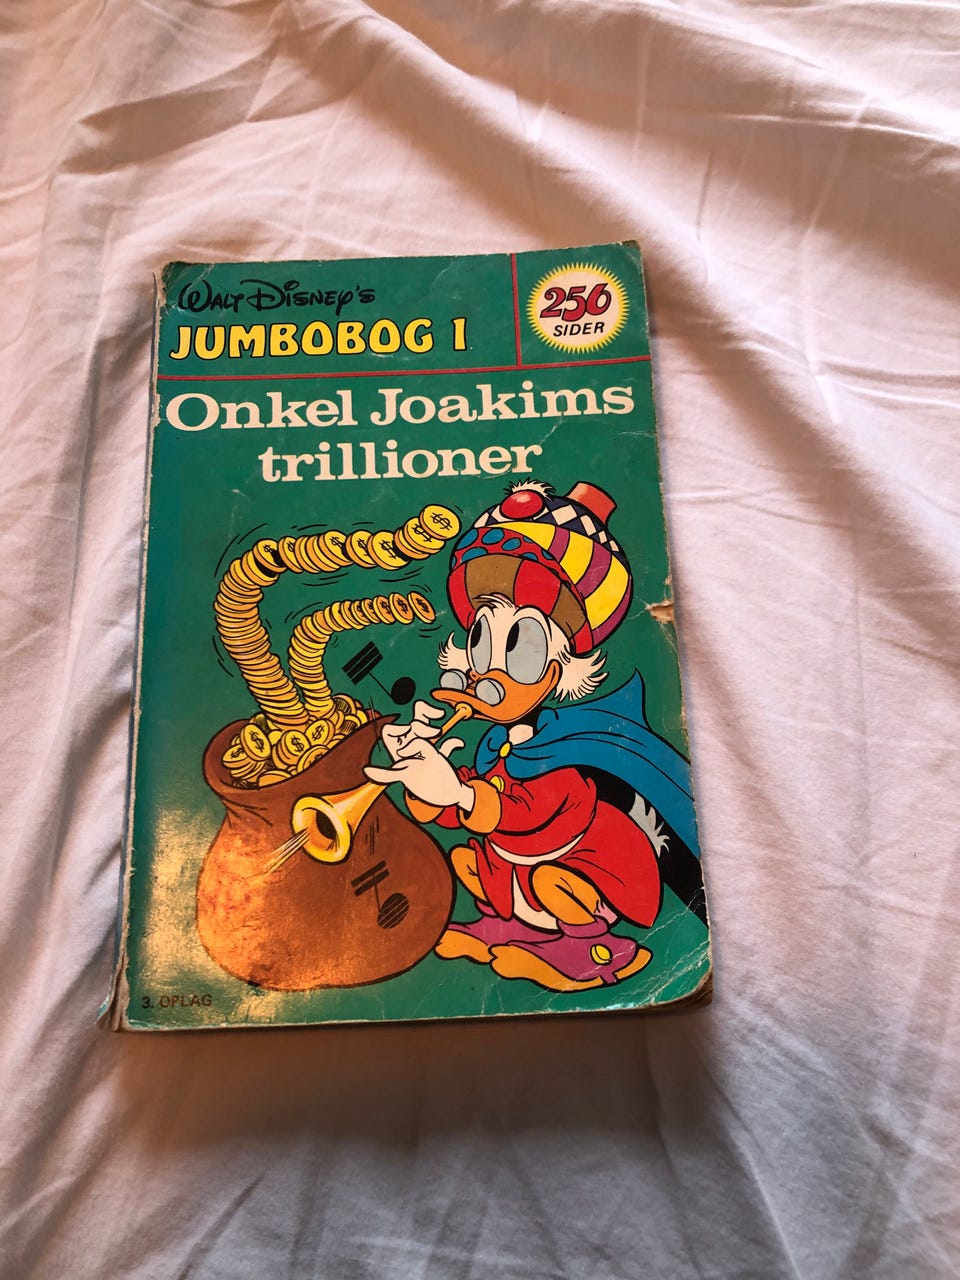 WALT DISNEY'S
JUMBOBOG 1
256
SIDER
Onkel Joakims
trillioner
3. OPLAG